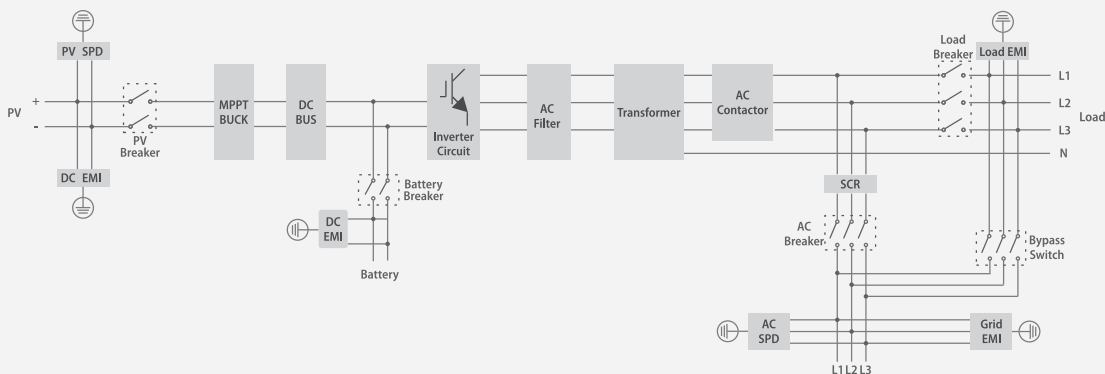 PV SPD
Load
Breaker
Load EMI
PV
+
-
MPPT
BUCK
DC
BUS
Inverter
Circuit
AC
Filter
Transformer
AC
Contactor
L1
L2
L3
Load
N
PV
Breaker
DC EMI
Battery
Breaker
DC
EMI
Battery
SCR
AC
Breaker
Bypass
Switch
AC
SPD
Grid
EMI
L1 L2 L3